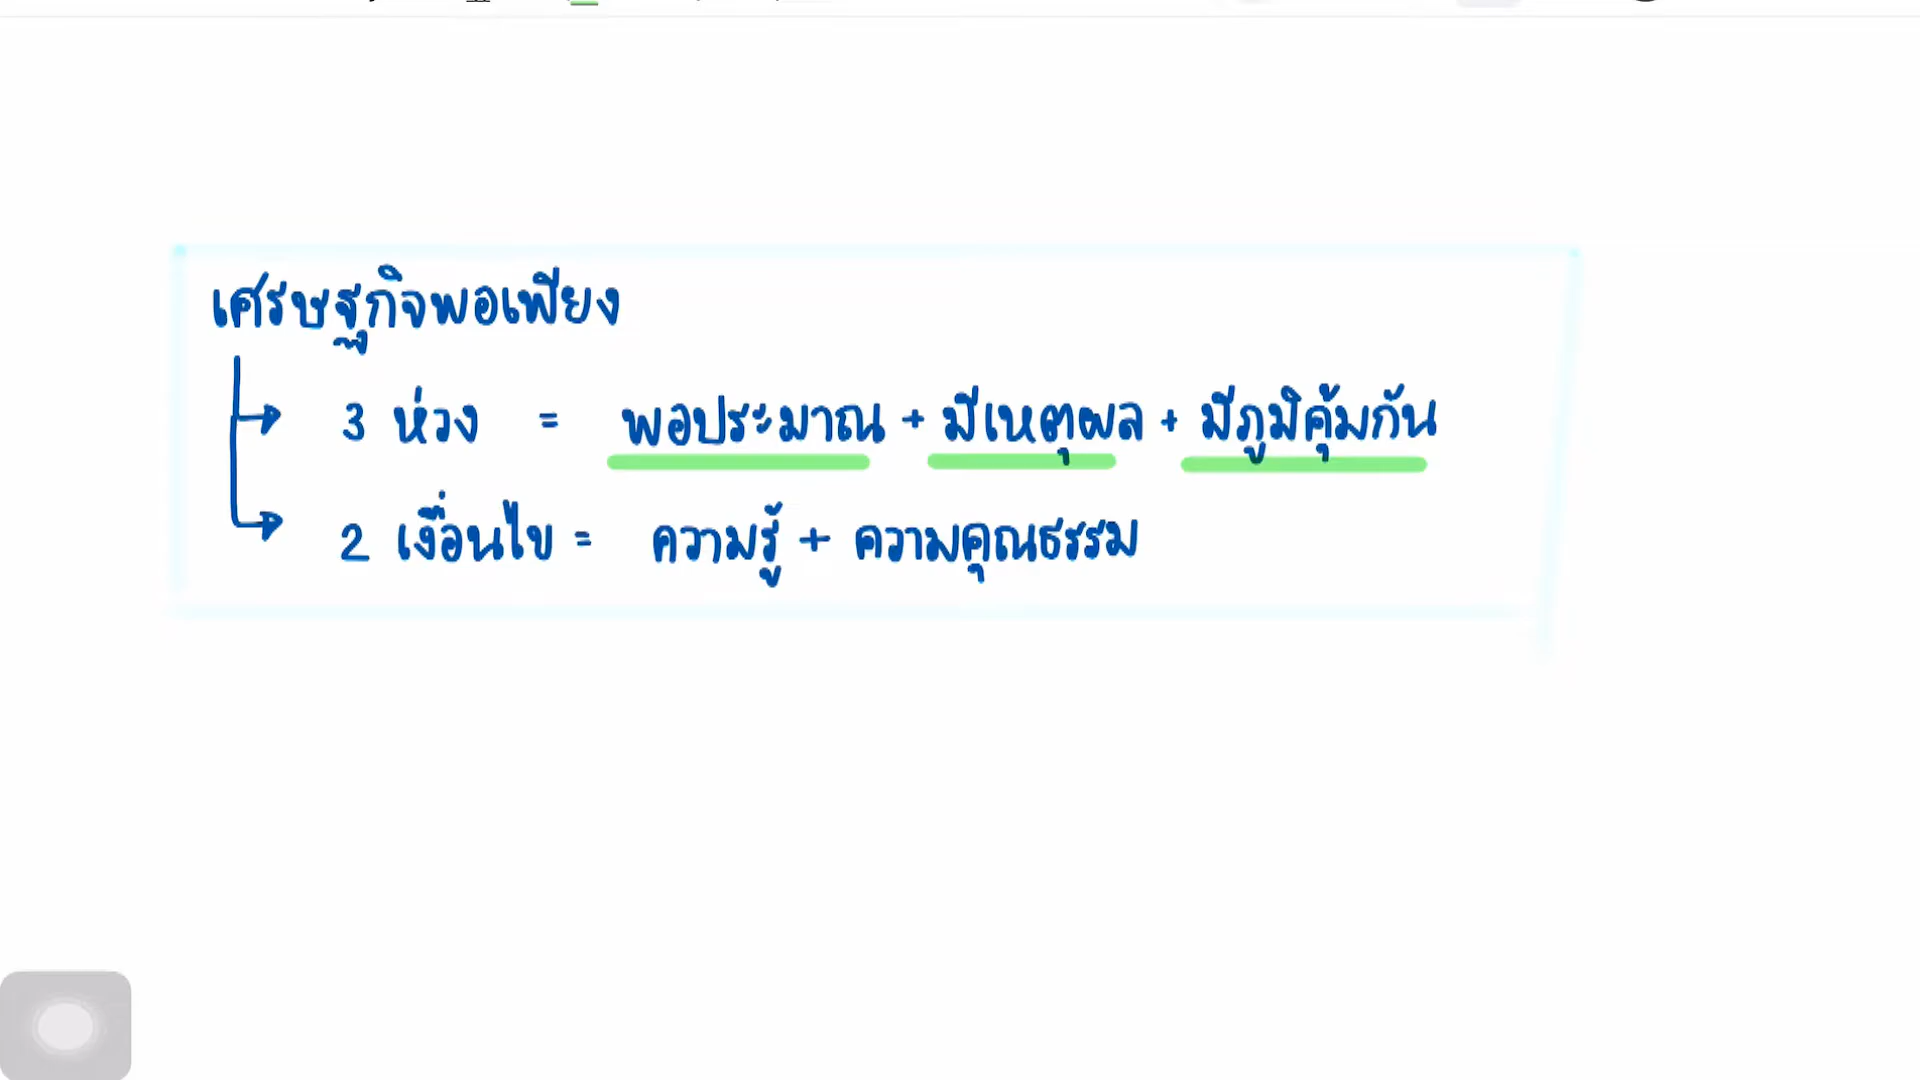 เศรษฐกิจพอเพียง
3 ห่วง = พอประมาณ + มีเหตุผล + มีภูมิคุ้มกัน
2 เงื่อนไข = ความรู้ + ความคุณธรรม